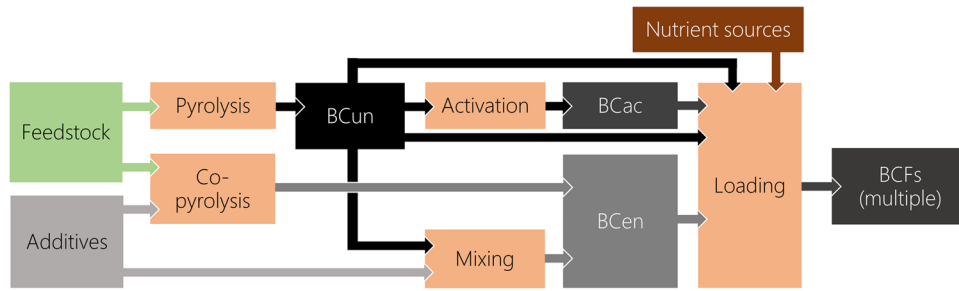 Nutrient sources
Feedstock
Pyrolysis
BCun
Activation
BCac
Co-
pyrolysis
Loading
BCFs
(multiple)
Additives
BCen
Mixing